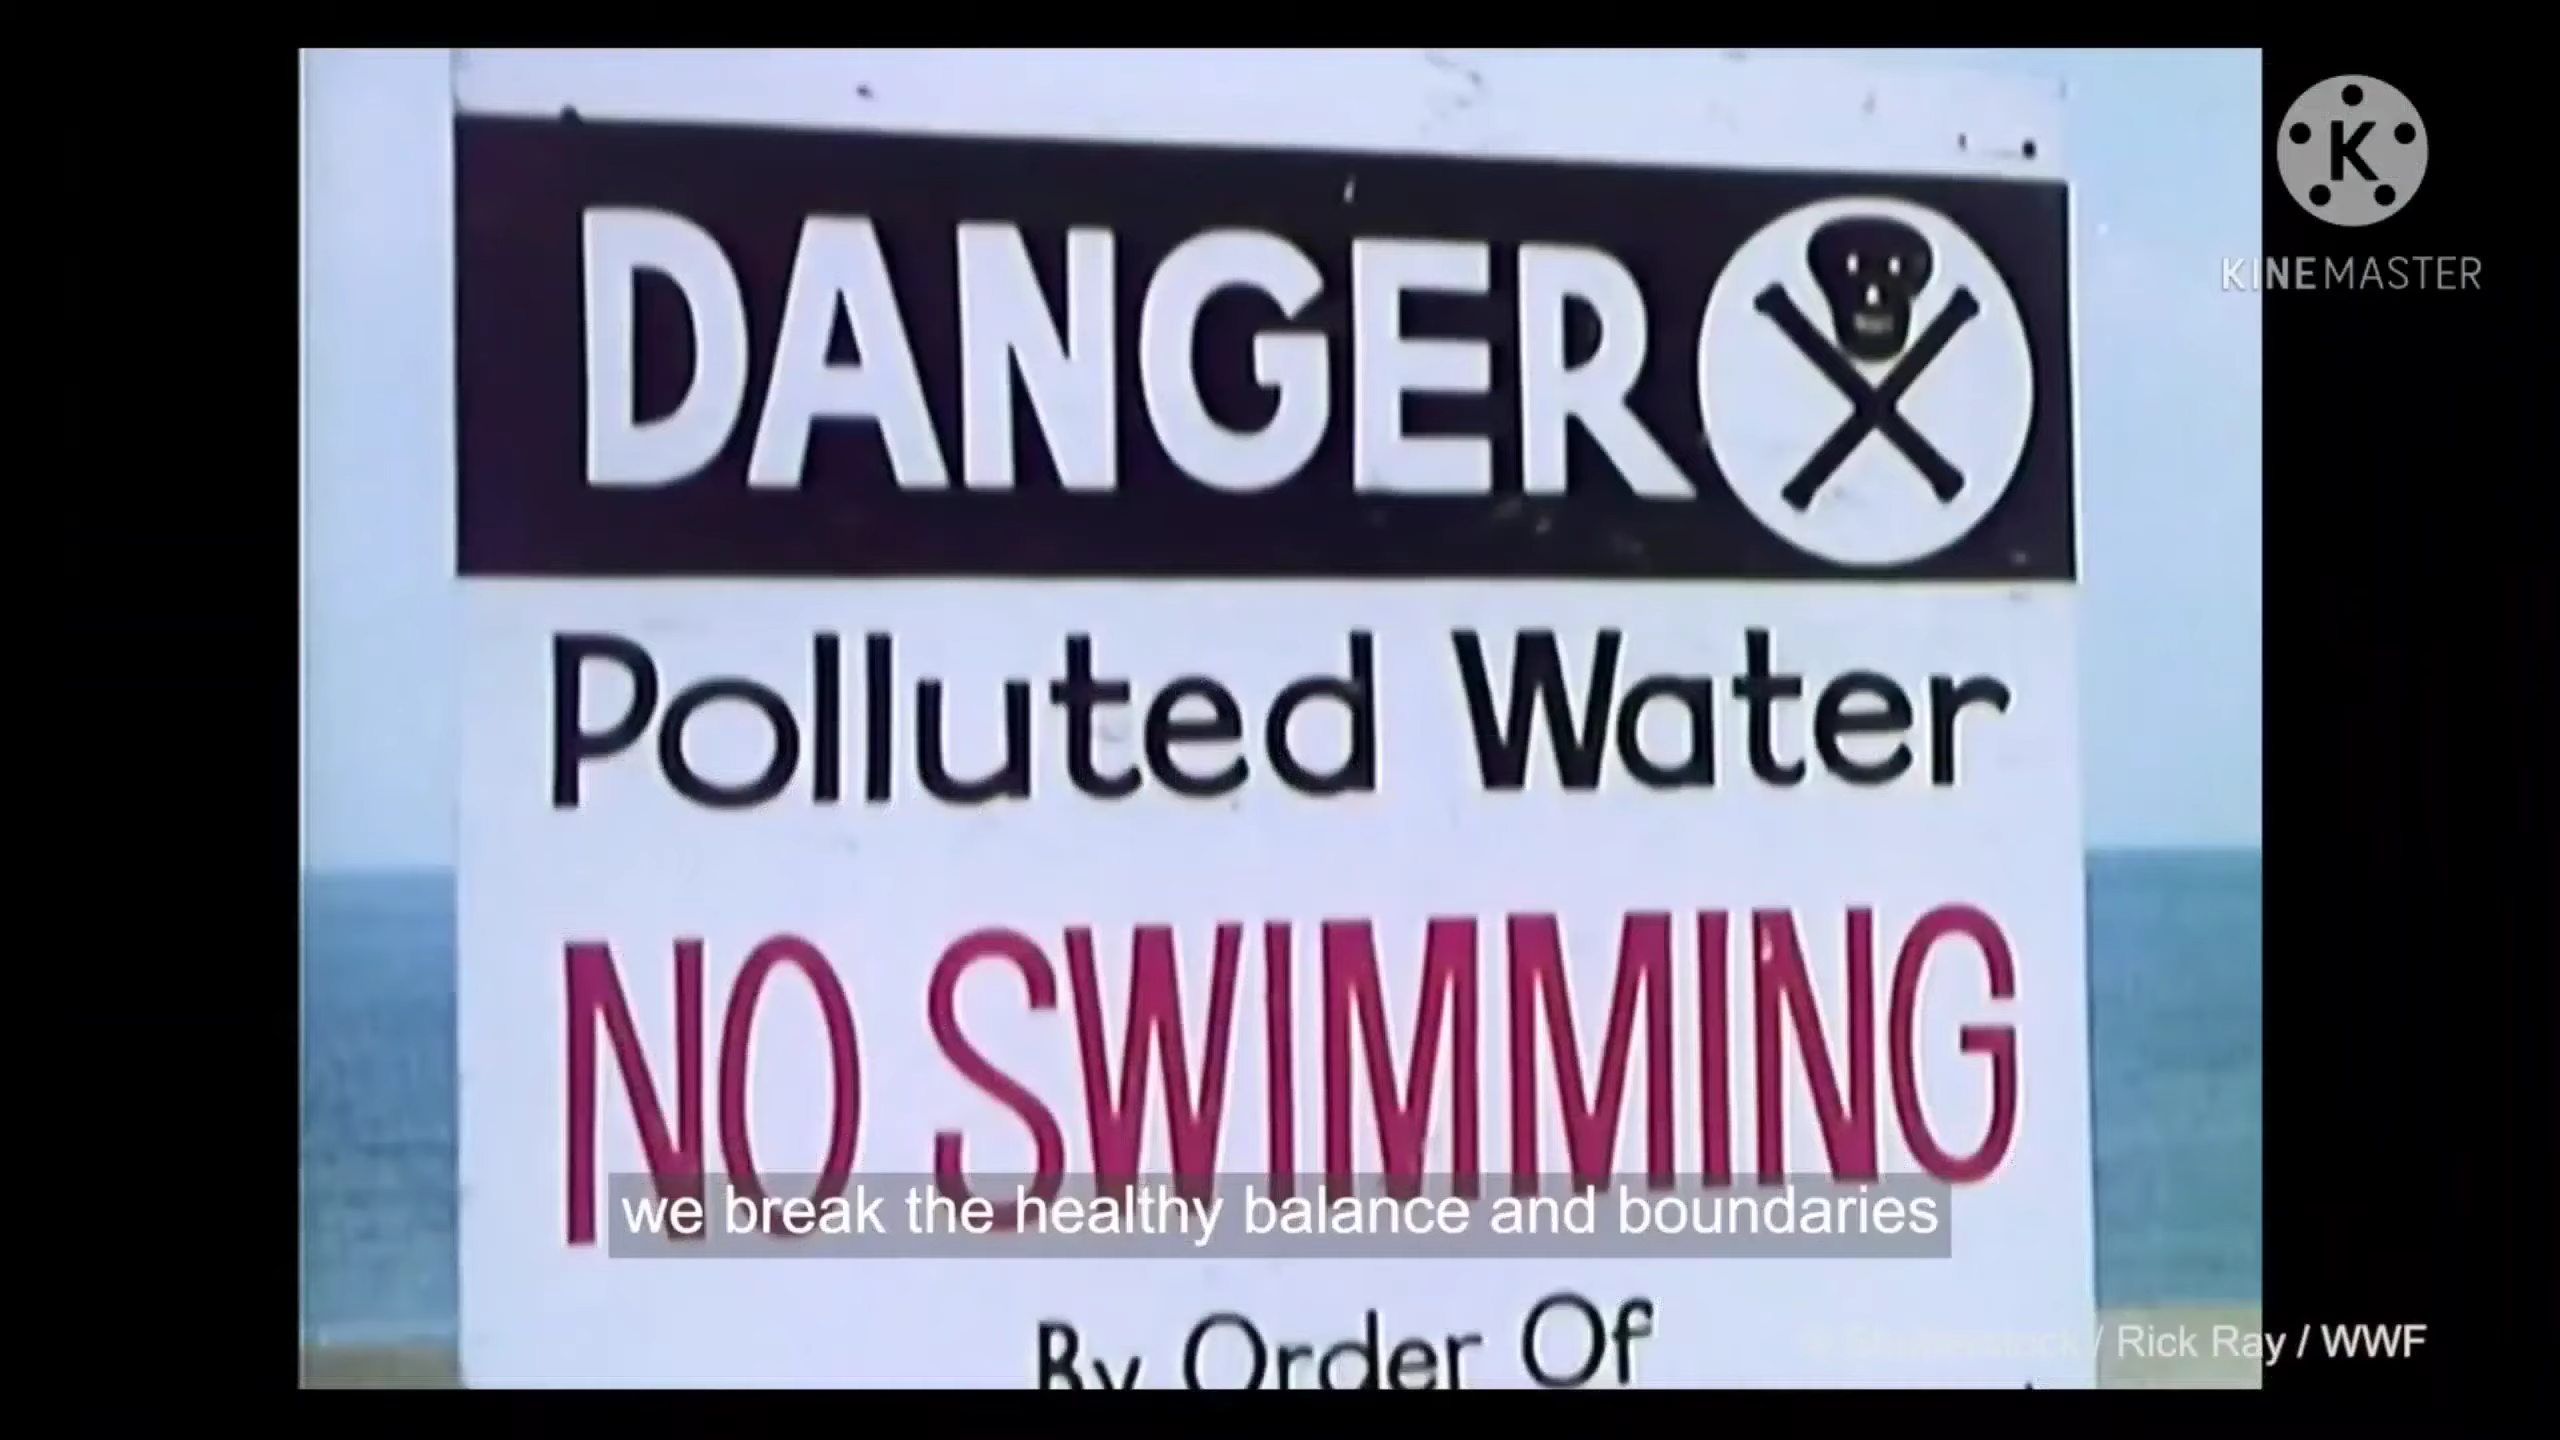 DANGER
K
KINEMASTER
Polluted Water
NO SWIMMING
we break the healthy balance and boundaries
By Order Of
/ Rick Ray / WWF